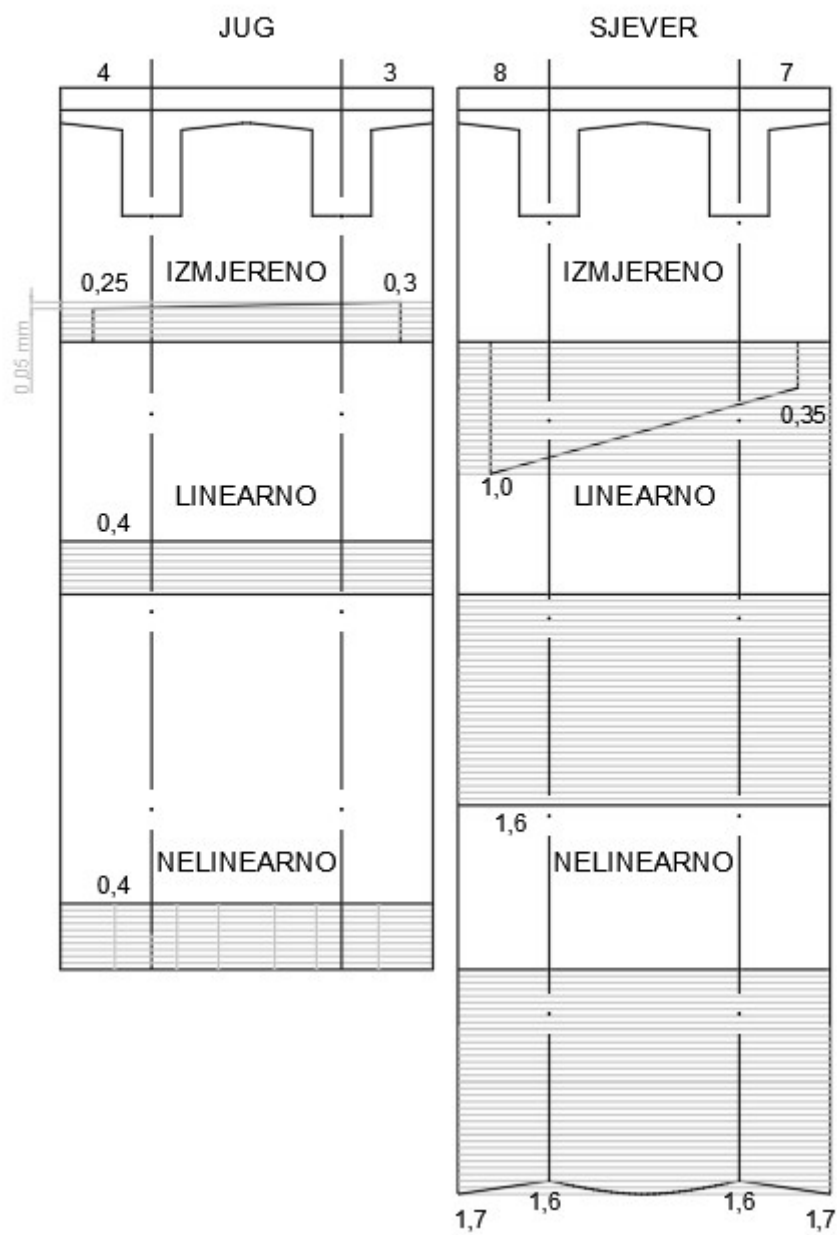 JUG
4 3
IZMJERENO
0,25 0,3
0,05 mm
LINEARNO
0,4
NELINEARNO
0,4
SJEVER
8 7
IZMJERENO
0,35
1,0
LINEARNO
1,6
NELINEARNO
1,7 1,6 1,6 1,7